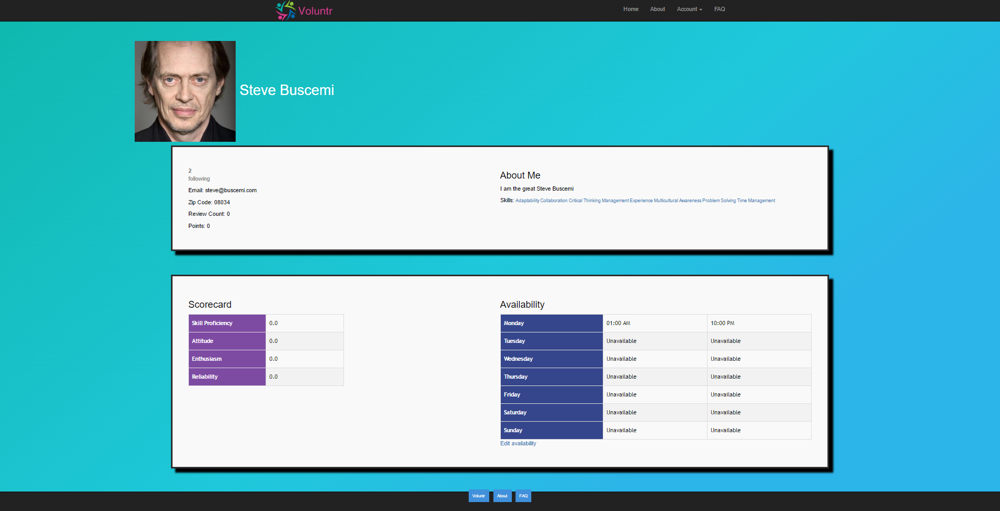 Voluntr
Home About Account FAQ
Steve Buscemi
2
following
Email: steve@buscemi.com
Zip Code: 08034
Review Count: 0
Points: 0
About Me
I am the great Steve Buscemi
Skills: Adaptability Collaboration Critical Thinking Management Experience Multicultural Awareness Problem Solving Time Management
Scorecard
Skill Proficiency 0.0
Attitude 0.0
Enthusiasm 0.0
Reliability 0.0
Availability
Monday 01:00 AM 10:00 PM
Tuesday Unavailable Unavailable
Wednesday Unavailable Unavailable
Thursday Unavailable Unavailable
Friday Unavailable Unavailable
Saturday Unavailable Unavailable
Sunday Unavailable Unavailable
Edit availability
Voluntr About FAQ